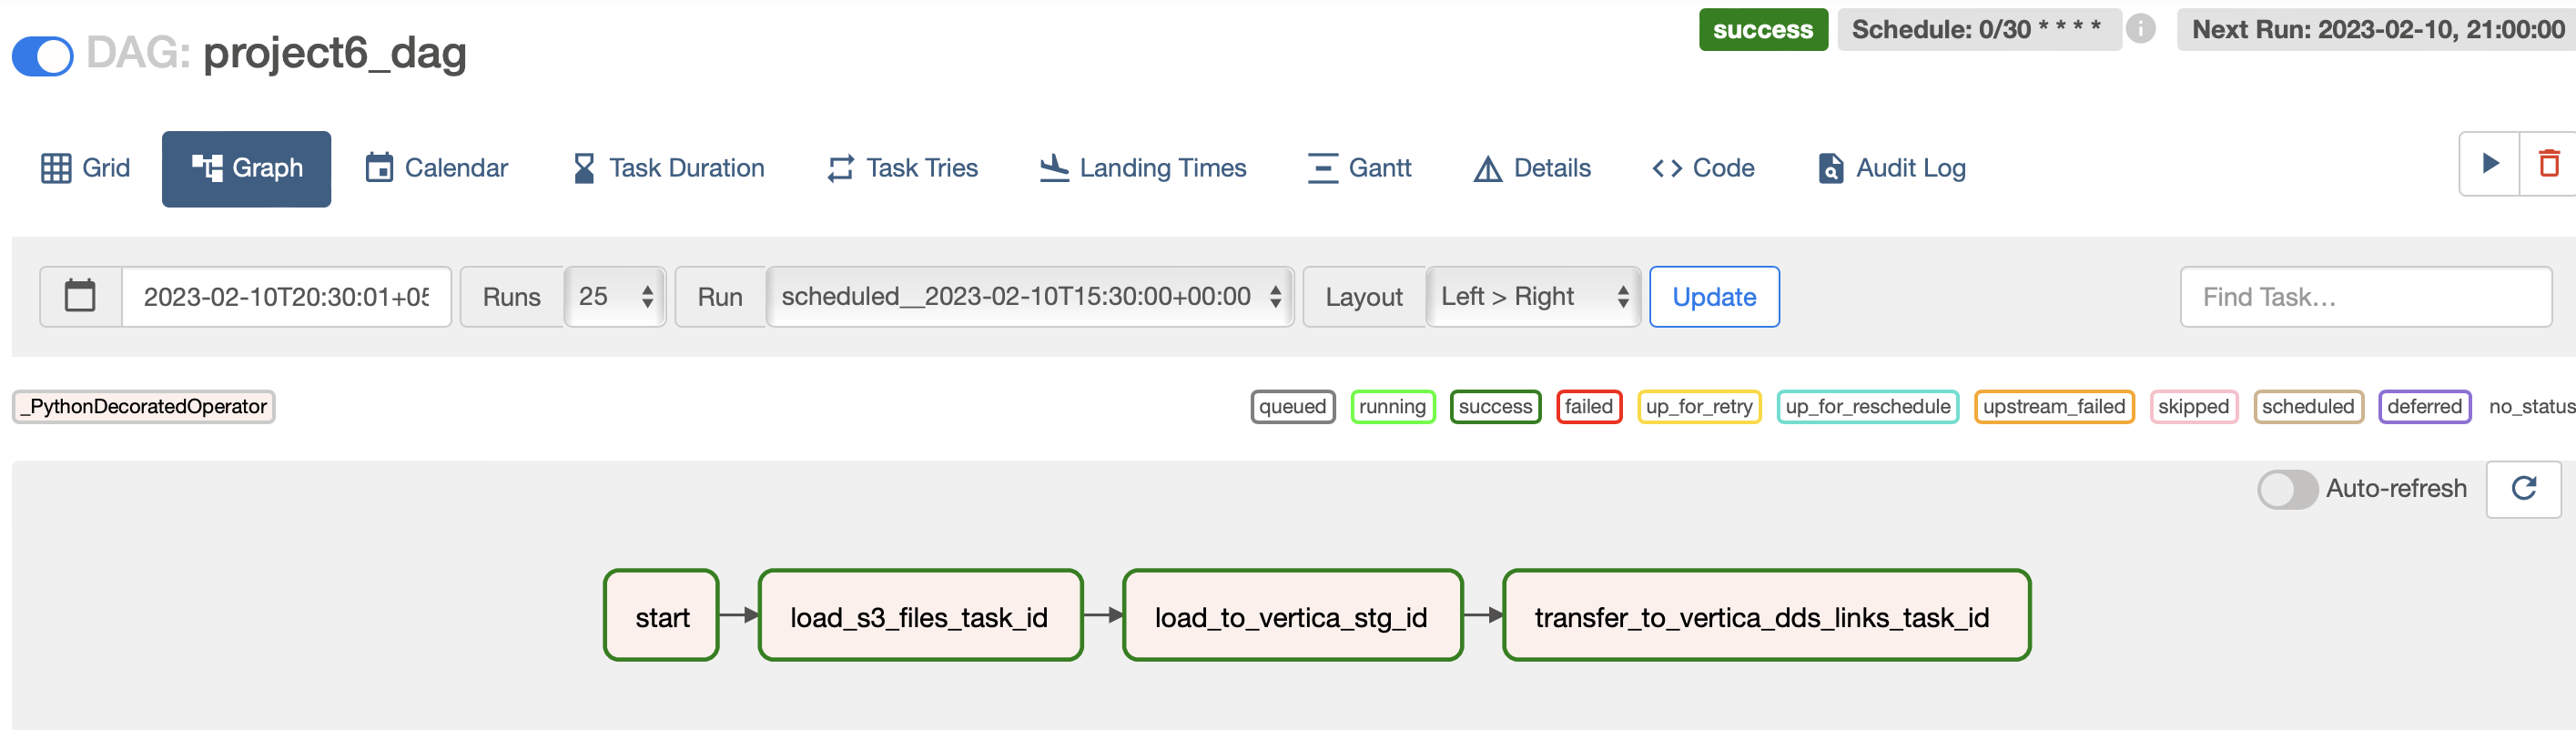 success Schedule: 0/30 * * * * Next Run: 2023-02-10, 21:00:00
DAG: project6_dag
Grid Graph Calendar Task Duration Task Tries Landing Times Gantt Details Code Audit Log
2023-02-10T20:30:01+05 Runs 25 Run scheduled__2023-02-10T15:30:00+00:00 Layout Left > Right Update Find Task...
_PythonDecoratedOperator queued running success failed up_for_retry up_for_reschedule upstream_failed skipped scheduled deferred no_status
Auto-refresh
start load_s3_files_task_id load_to_vertica_stg_id transfer_to_vertica_dds_links_task_id